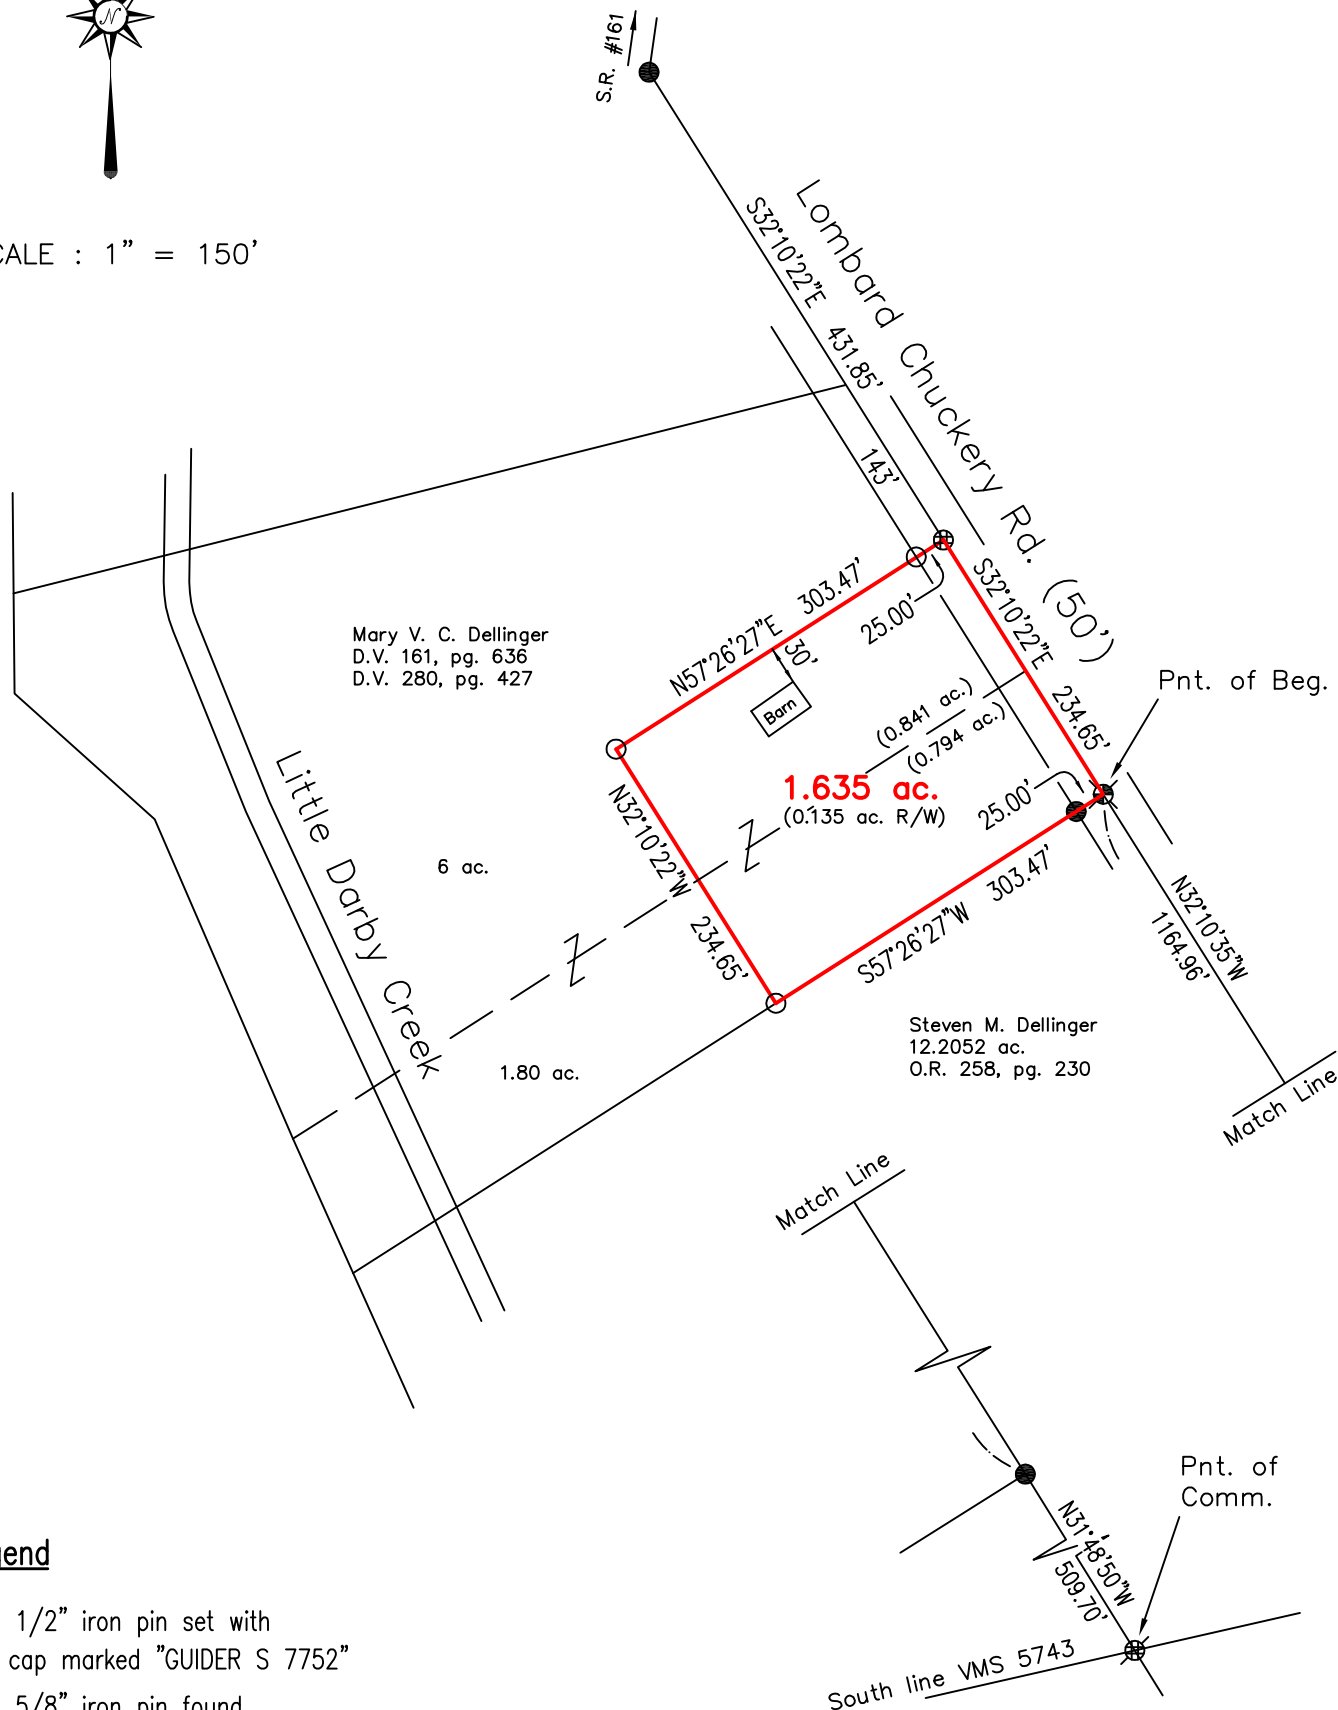 N
S.R. #161
CALE : 1" = 150'
S32°10'22"E 431.85'
Lombard Chuckery Rd. (50')
143'
N57°26'27"E 303.47'
25.00'
S32°10'22"E 234.65'
Mary V. C. Dellinger
D.V. 161, pg. 636
D.V. 280, pg. 427
30'
Barn
Pnt. of Beg.
(0.841 ac.)
(0.794 ac.)
1.635 ac.
(0.135 ac. R/W)
25.00'
Little Darby Creek
N32°10'22"W 234.65'
6 ac.
S57°26'27"W 303.47'
N32°10'35"W
1164.96'
Steven M. Dellinger
12.2052 ac.
O.R. 258, pg. 230
1.80 ac.
Match Line
Match Line
Pnt. of
Comm.
N31°48'50"W
509.70'
South line VMS 5743
gend
1/2" iron pin set with
cap marked "GUIDER S 7752"
5/8" iron pin found